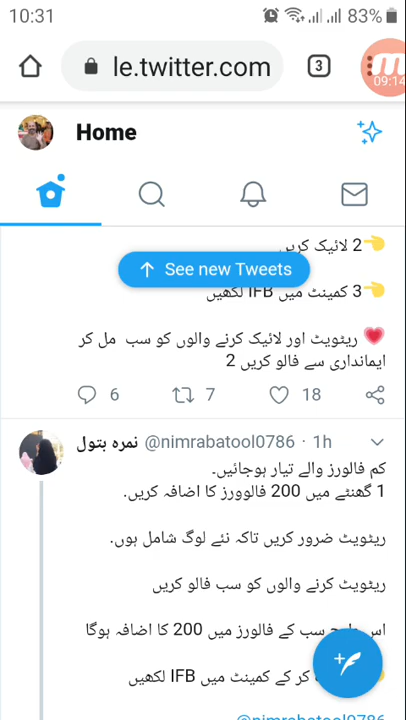 10:31
83%
le.twitter.com
3
09:14
Home
2 لائیک کریں
See new Tweets
3 کمینٹ میں IFB لکھیں
ریٹویٹ اور لائیک کرنے والوں کو سب مل کر
ایمانداری سے فالو کریں 2
6 7 18
نمرہ بتول @nimrabatool0786 · 1h
کم فالورز والے تیار ہوجائیں۔
1 گھنٹے میں 200 فالوورز کا اضافہ کریں.
ریٹویٹ ضرور کریں تاکہ نئے لوگ شامل ہوں.
ریٹویٹ کرنے والوں کو سب فالو کریں
اس سب کے فالورز میں 200 کا اضافہ ہوگا
کر کے کمینٹ میں IFB لکھیں
@nimrabatool0786